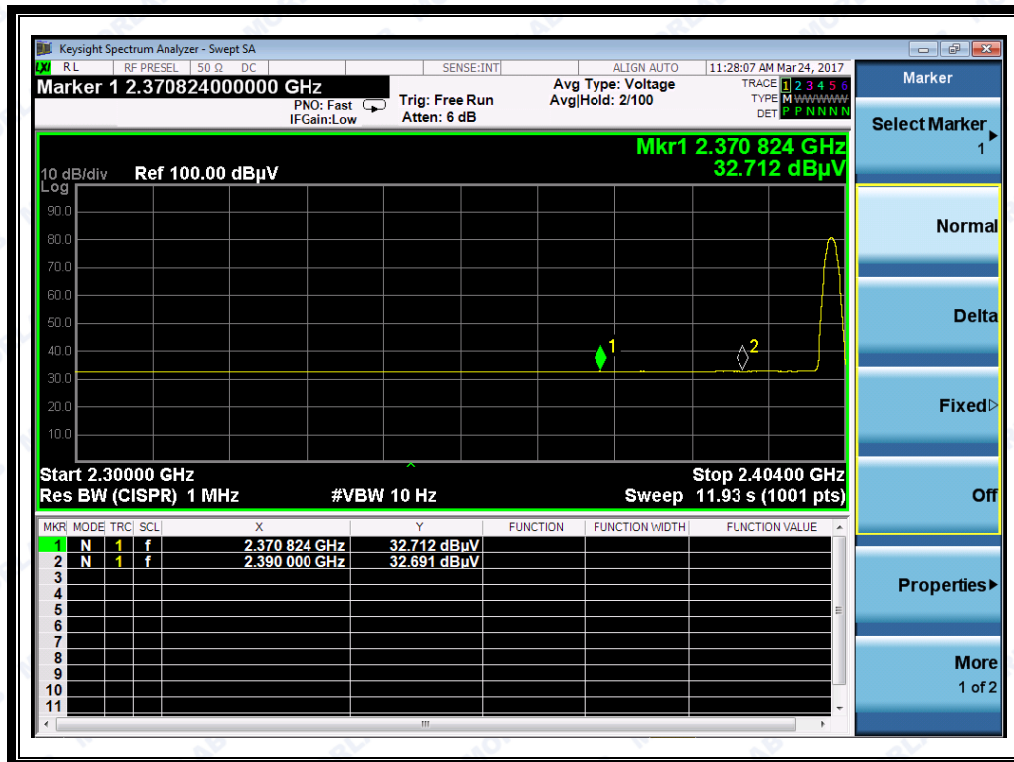 Keysight Spectrum Analyzer - Swept SA
LXI RL RF PRESEL 50 Ω DC SENSE:INT ALIGN AUTO 11:28:07 AM Mar 24, 2017
Marker 1 2.370824000000 GHz
PNO: Fast
IFGain:Low
Trig: Free Run
Atten: 6 dB
Avg Type: Voltage
Avg|Hold: 2/100
TRACE 1 2 3 4 5 6
TYPE M WWWWW
DET P P N N N N
Mkr1 2.370 824 GHz
32.712 dBµV
10 dB/div Ref 100.00 dBµV
Log
90.0
80.0
70.0
60.0
50.0
40.0
30.0
20.0
10.0
1
2
Start 2.30000 GHz Stop 2.40400 GHz
Res BW (CISPR) 1 MHz #VBW 10 Hz Sweep 11.93 s (1001 pts)
MKR MODE TRC SCL X Y FUNCTION FUNCTION WIDTH FUNCTION VALUE
1 N 1 f 2.370 824 GHz 32.712 dBµV
2 N 1 f 2.390 000 GHz 32.691 dBµV
3
4
5
6
7
8
9
10
11
Marker
Select Marker
1
Normal
Delta
Fixed
Off
Properties
More
1 of 2